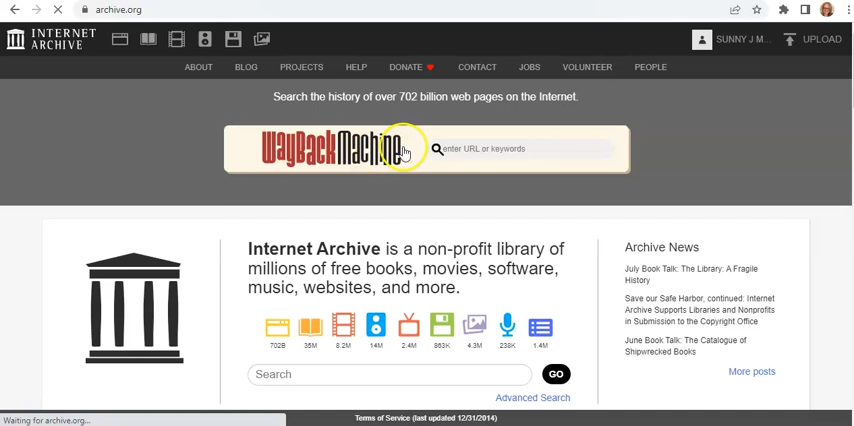 archive.org
INTERNET ARCHIVE
SUNNY J M...
UPLOAD
ABOUT
BLOG
PROJECTS
HELP
DONATE
CONTACT
JOBS
VOLUNTEER
PEOPLE
Search the history of over 702 billion web pages on the Internet.
WayBackMachine
enter URL or keywords
Internet Archive is a non-profit library of
millions of free books, movies, software,
music, websites, and more.
702B
35M
8.2M
14M
2.4M
863K
4.3M
238K
1.4M
Search
GO
Advanced Search
Archive News
July Book Talk: The Library: A Fragile
History
Save our Safe Harbor, continued: Internet
Archive Supports Libraries and Nonprofits
in Submission to the Copyright Office
June Book Talk: The Catalogue of
Shipwrecked Books
More posts
Waiting for archive.org...
Terms of Service (last updated 12/31/2014)